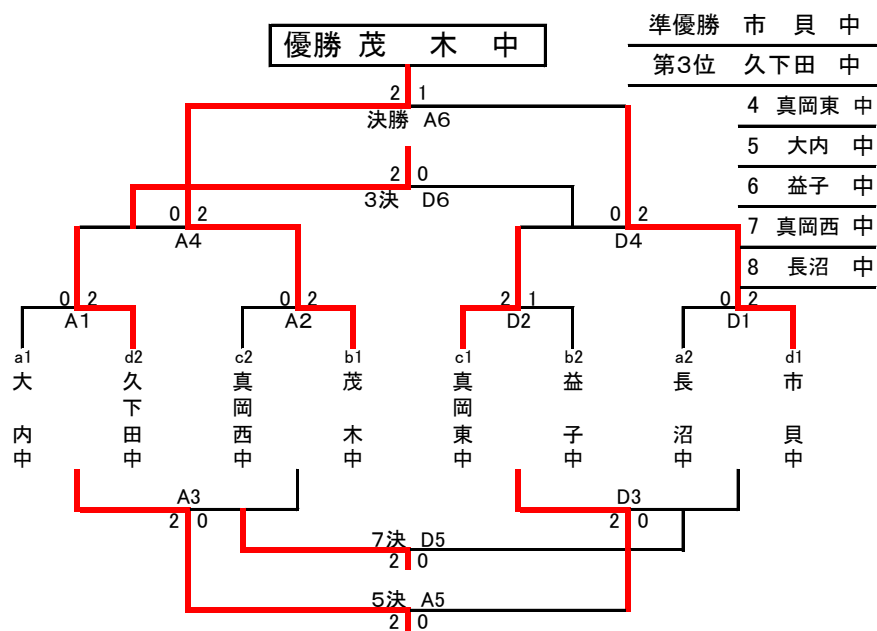 優勝 茂 木 中
準優勝 市 貝 中
第3位 久下田 中
4 真岡東 中
5 大内 中
6 益子 中
7 真岡西 中
8 長沼 中
2 1
決勝 A6
2 0
3決 D6
0 2
A4
0 2
D4
0 2
A1
0 2
A2
2 1
D2
0 2
D1
a1
大内中
d2
久下田中
c2
真岡西中
b1
茂木中
c1
真岡東中
b2
益子中
a2
長沼中
d1
市貝中
A3
2 0
D3
2 0
7決 D5
2 0
5決 A5
2 0